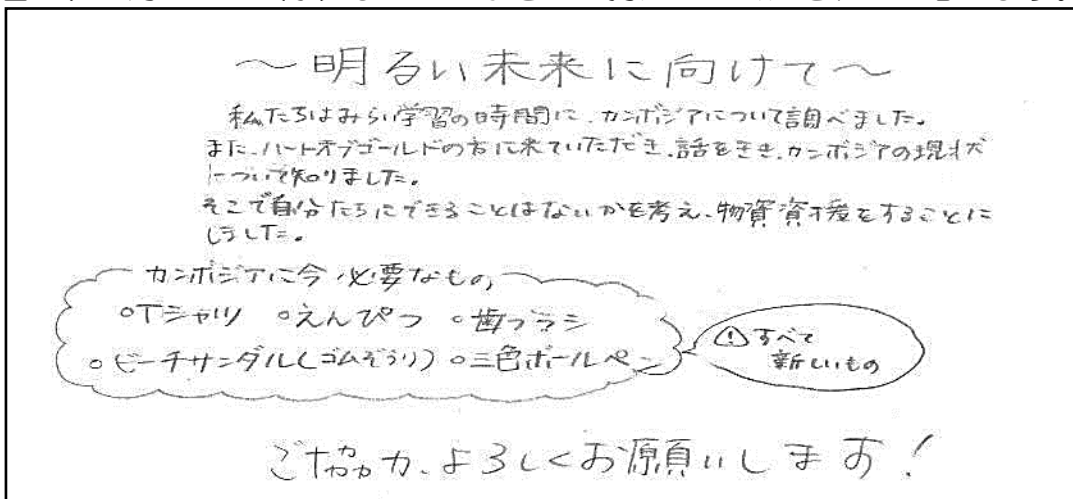 ～明るい未来に向けて～
私たちはみらい学習の時間に、カンボジアについて調べました。
また、ハートオブゴールドの方に来ていただき、話をきき、カンボジアの現状
について知りました。
そこで自分たちにできることはないかを考え、物資資援をすることに
しました。
カンボジアに今必要なもの
○Tシャツ ○えんぴつ ○歯ブラシ
○ビーチサンダル(ゴムぞうり) ○三色ボールペン
! すべて
新しいもの
ご協力、よろしくお願いします!